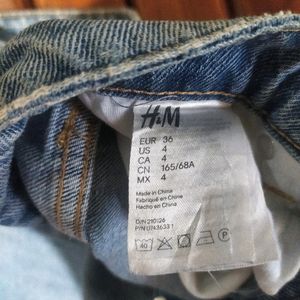 H&M
EUR 36
US 4
CA 4
CN 165/68A
MX 4
Made in China
Fabriqué en Chine
Hecho en China
O/N 210126
40
P